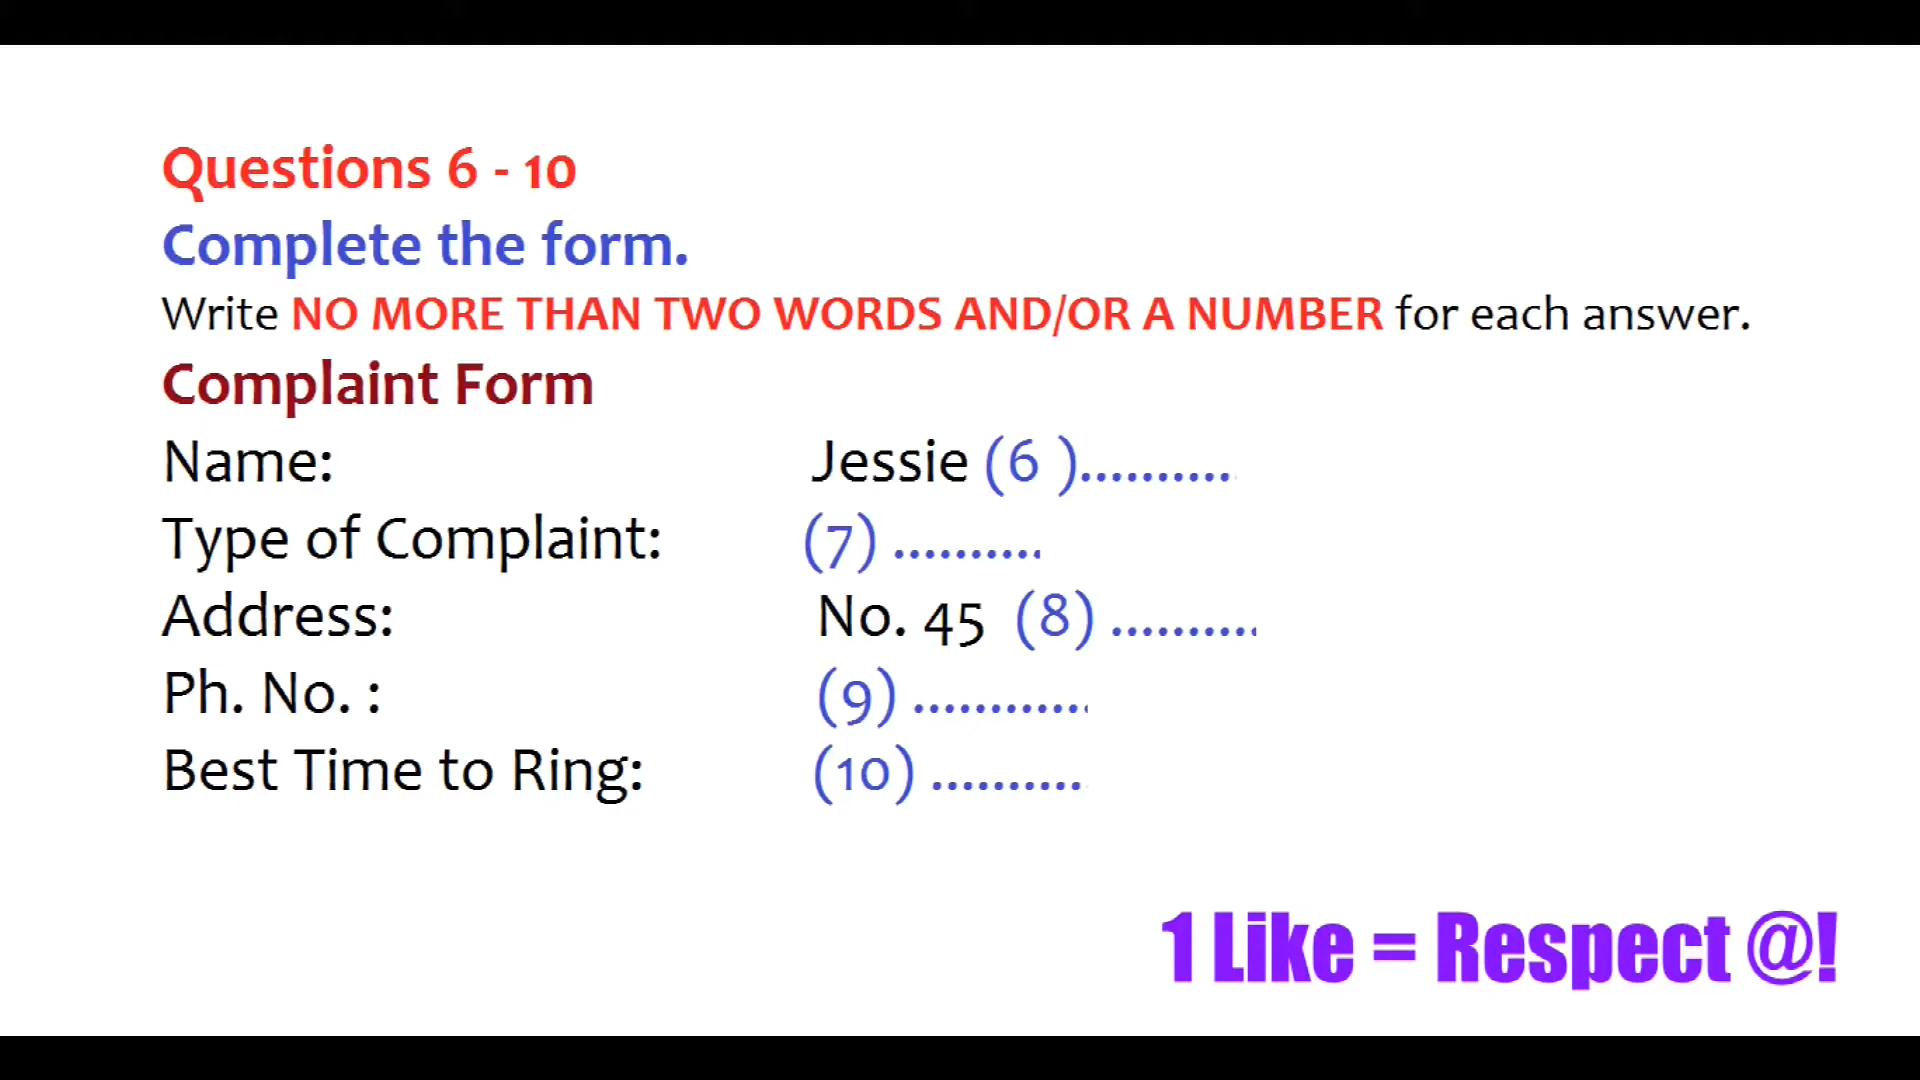 Questions 6 - 10
Complete the form.
Write NO MORE THAN TWO WORDS AND/OR A NUMBER for each answer.
Complaint Form
Name: Jessie (6 )..........
Type of Complaint: (7) ..........
Address: No. 45 (8) ..........
Ph. No. : (9) ............
Best Time to Ring: (10) ..........
1 Like = Respect @!